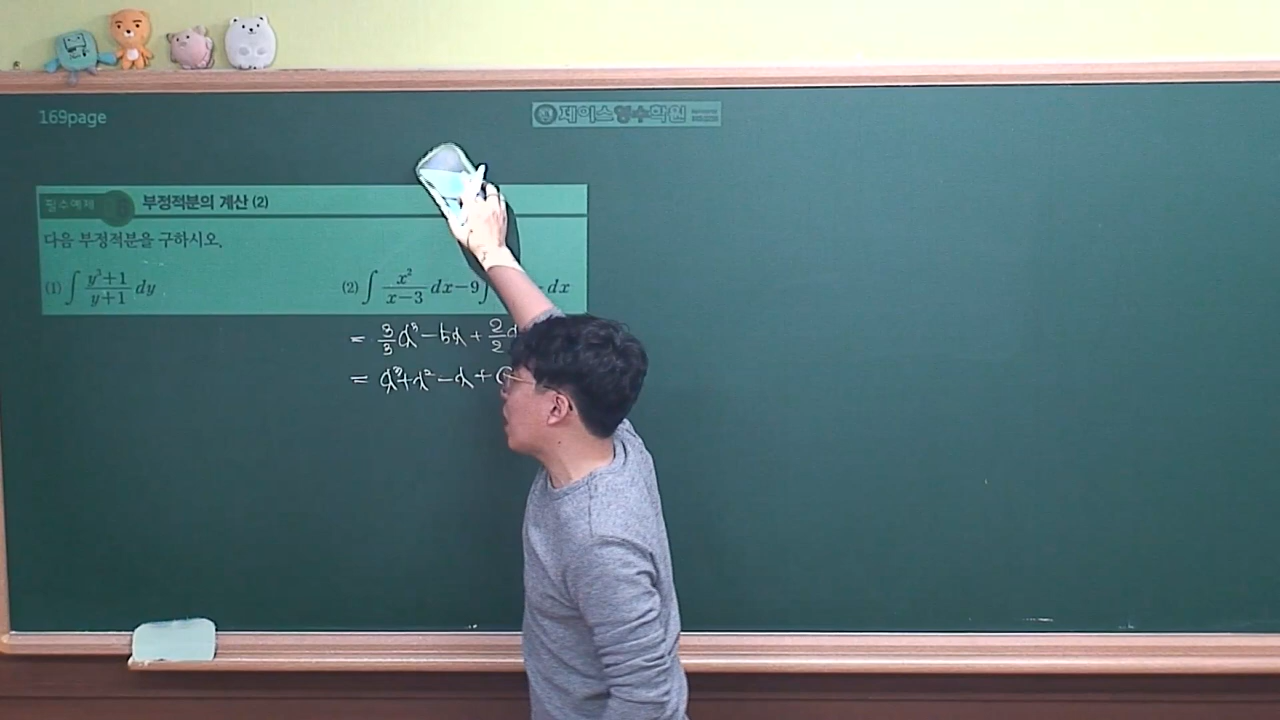 169page
제이스영수학원
필수예제 부정적분의 계산 (2)
다음 부정적분을 구하시오.
(1) ∫ (y³+1)/(y+1) dy (2) ∫ x²/(x−3) dx−9∫ dx
= 3/3 x³ − x + 2/2
= x³+x²−x+C